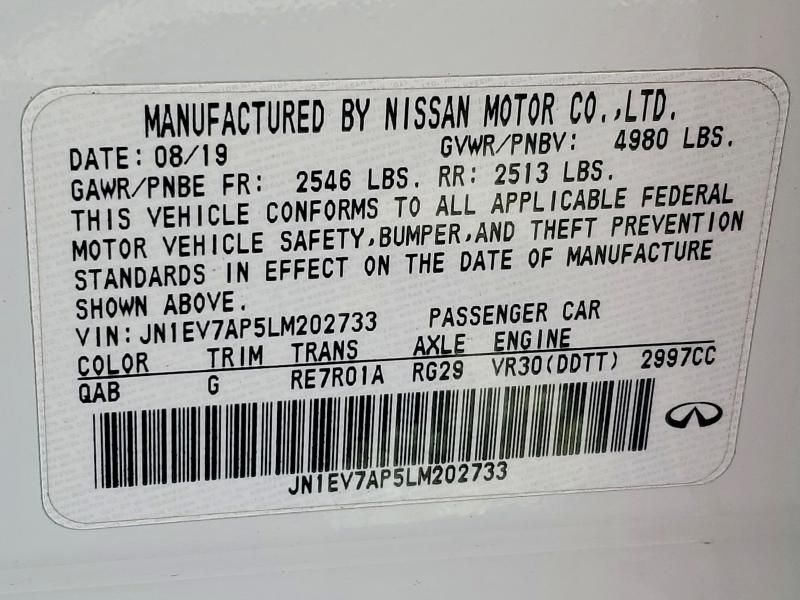 MANUFACTURED BY NISSAN MOTOR CO.,LTD.
DATE: 08/19 GVWR/PNBV: 4980 LBS.
GAWR/PNBE FR: 2546 LBS. RR: 2513 LBS.
THIS VEHICLE CONFORMS TO ALL APPLICABLE FEDERAL
MOTOR VEHICLE SAFETY,BUMPER,AND THEFT PREVENTION
STANDARDS IN EFFECT ON THE DATE OF MANUFACTURE
SHOWN ABOVE.
VIN: JN1EV7AP5LM202733 PASSENGER CAR
COLOR TRIM TRANS AXLE ENGINE
QAB G RE7R01A RG29 VR30(DDTT) 2997CC
JN1EV7AP5LM202733